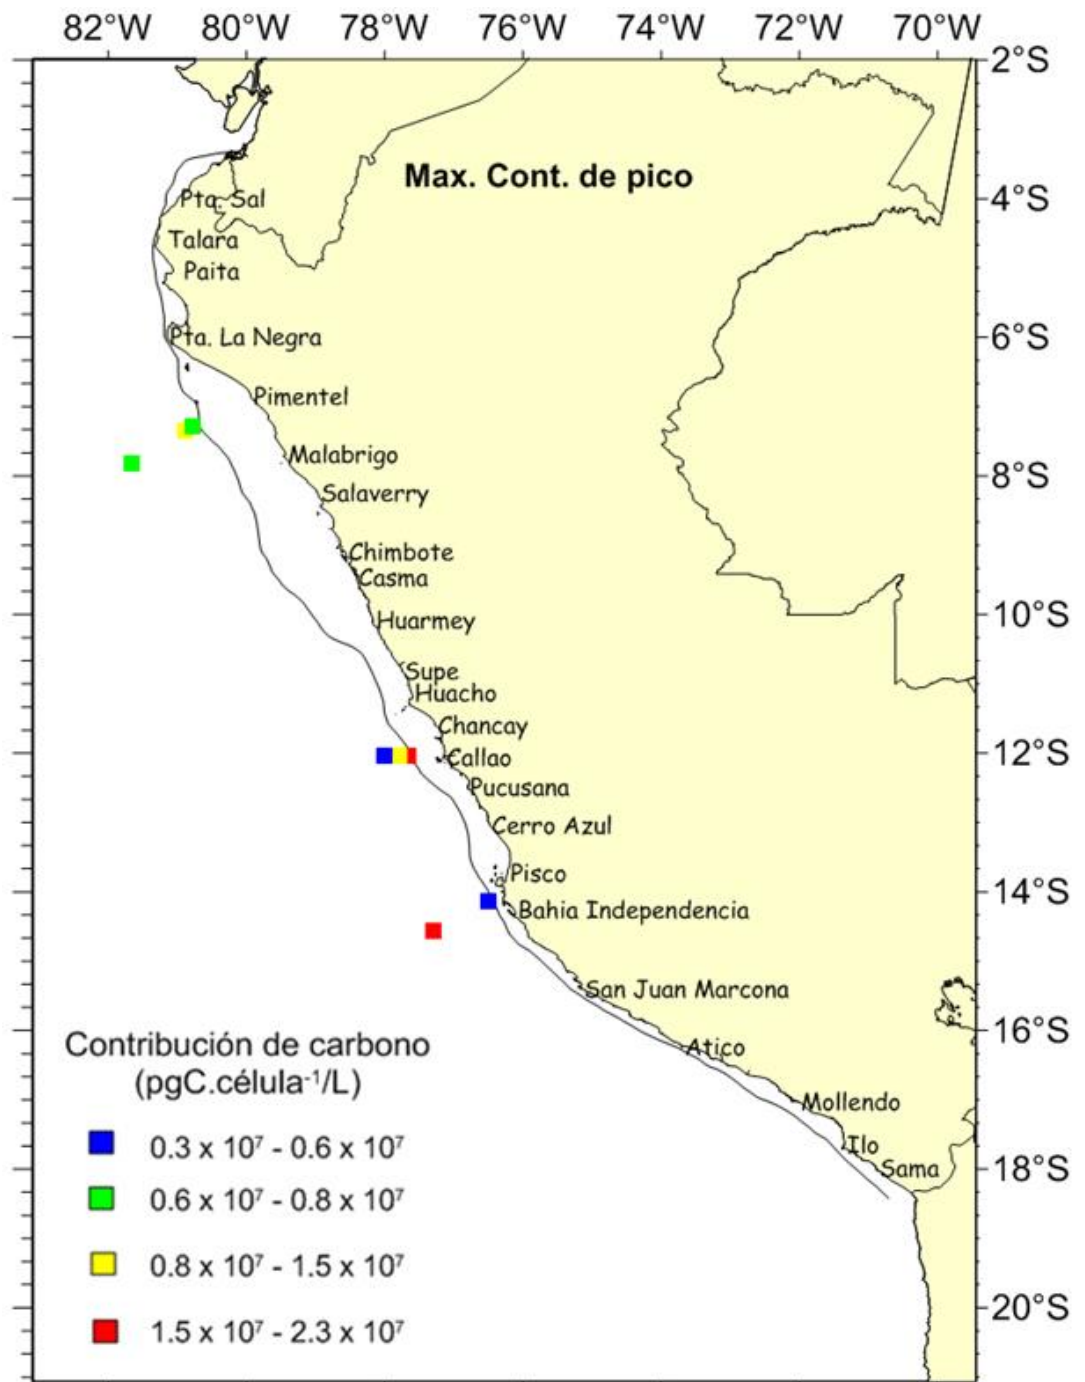 82°W 80°W 78°W 76°W 74°W 72°W 70°W
2°S
Max. Cont. de pico
4°S
Pta. Sal
Talara
Paita
6°S
Pta. La Negra
Pimentel
Malabrigo
8°S
Salaverry
Chimbote
Casma
10°S
Huarmey
Supe
Huacho
Chancay
12°S
Callao
Pucusana
Cerro Azul
Pisco
14°S
Bahia Independencia
San Juan Marcona
16°S
Atico
Mollendo
Ilo
18°S
Sama
20°S
Contribución de carbono
(pgC.célula⁻¹/L)
0.3 x 10⁷ - 0.6 x 10⁷
0.6 x 10⁷ - 0.8 x 10⁷
0.8 x 10⁷ - 1.5 x 10⁷
1.5 x 10⁷ - 2.3 x 10⁷